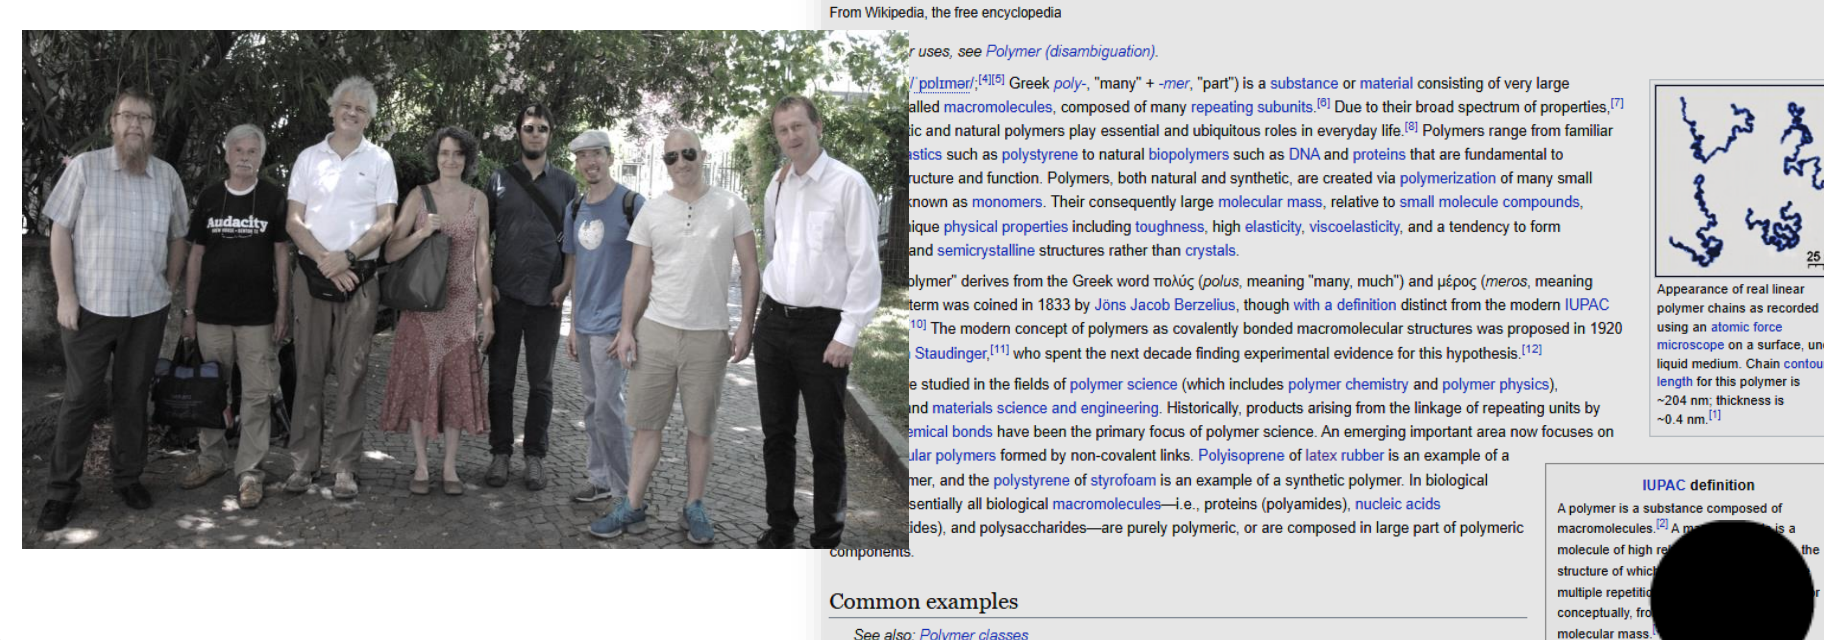 From Wikipedia, the free encyclopedia
r uses, see Polymer (disambiguation).
/ˈpɒlɪmər/;[4][5] Greek poly-, "many" + -mer, "part") is a substance or material consisting of very large
alled macromolecules, composed of many repeating subunits.[6] Due to their broad spectrum of properties,[7]
ic and natural polymers play essential and ubiquitous roles in everyday life.[8] Polymers range from familiar
astics such as polystyrene to natural biopolymers such as DNA and proteins that are fundamental to
ructure and function. Polymers, both natural and synthetic, are created via polymerization of many small
known as monomers. Their consequently large molecular mass, relative to small molecule compounds,
ique physical properties including toughness, high elasticity, viscoelasticity, and a tendency to form
and semicrystalline structures rather than crystals.
olymer" derives from the Greek word πολύς (polus, meaning "many, much") and μέρος (meros, meaning
term was coined in 1833 by Jöns Jacob Berzelius, though with a definition distinct from the modern IUPAC
10] The modern concept of polymers as covalently bonded macromolecular structures was proposed in 1920
Staudinger,[11] who spent the next decade finding experimental evidence for this hypothesis.[12]
e studied in the fields of polymer science (which includes polymer chemistry and polymer physics),
nd materials science and engineering. Historically, products arising from the linkage of repeating units by
emical bonds have been the primary focus of polymer science. An emerging important area now focuses on
ular polymers formed by non-covalent links. Polyisoprene of latex rubber is an example of a
mer, and the polystyrene of styrofoam is an example of a synthetic polymer. In biological
sentially all biological macromolecules—i.e., proteins (polyamides), nucleic acids
ides), and polysaccharides—are purely polymeric, or are composed in large part of polymeric
components.
Common examples
See also: Polymer classes
25
Appearance of real linear
polymer chains as recorded
using an atomic force
microscope on a surface, un
liquid medium. Chain contou
length for this polymer is
~204 nm; thickness is
~0.4 nm.[1]
IUPAC definition
A polymer is a substance composed of
macromolecules.[2] A m is a
molecule of high re the
structure of which
multiple repetitio
conceptually, fro
molecular mass.
Audacity